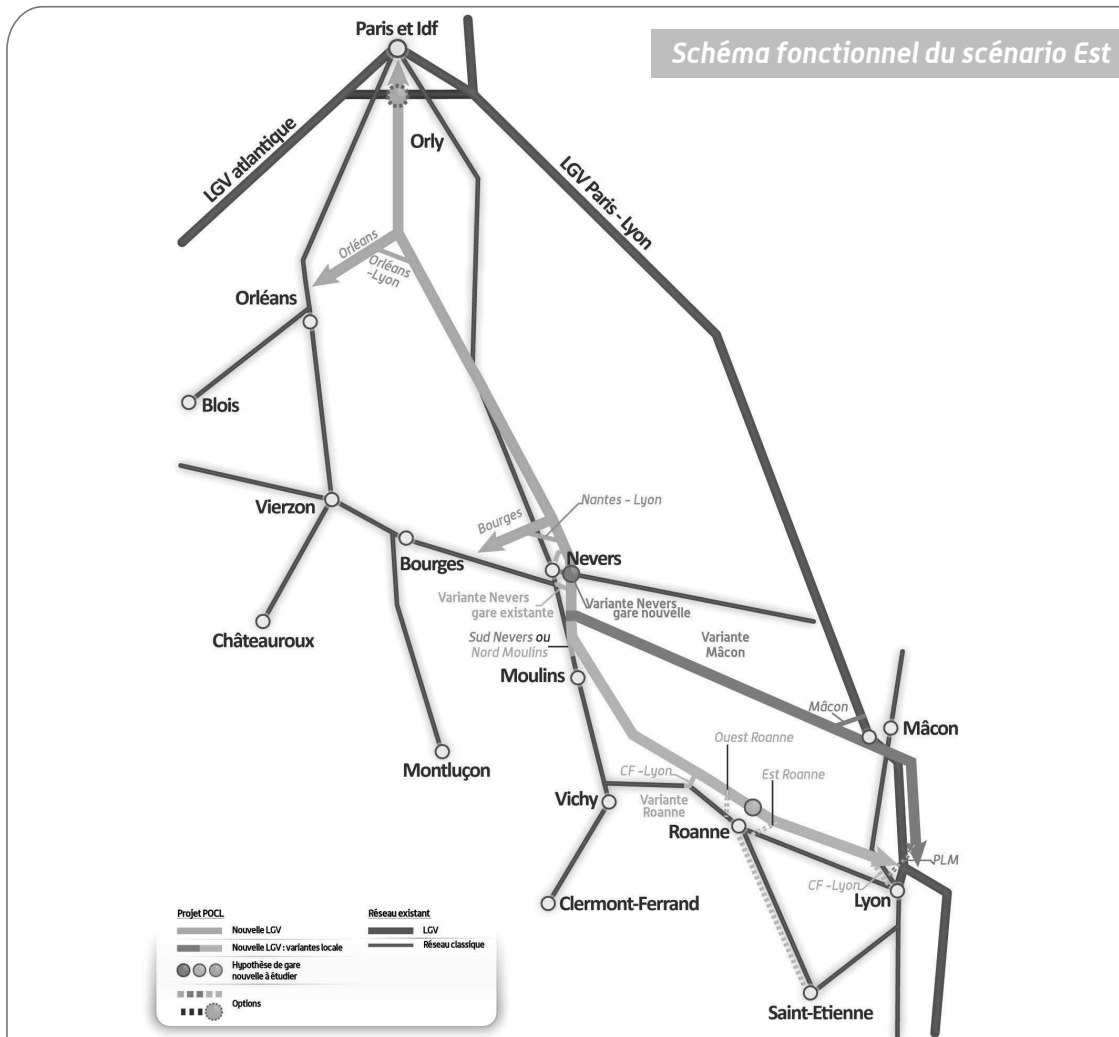 Schéma fonctionnel du scénario Est
Paris et Idf
Orly
LGV atlantique
LGV Paris - Lyon
Orléans
Orléans
-Lyon
Orléans
Blois
Vierzon
Bourges
Nantes - Lyon
Bourges
Nevers
Variante Nevers
gare existante
Variante Nevers
gare nouvelle
Châteauroux
Sud Nevers ou
Nord Moulins
Variante
Mâcon
Moulins
Mâcon
Mâcon
Montluçon
Ouest Roanne
CF -Lyon
Est Roanne
Vichy
Variante
Roanne
Roanne
PLM
CF -Lyon
Lyon
Clermont-Ferrand
Saint-Etienne
Projet POCL
Nouvelle LGV
Nouvelle LGV : variantes locale
Hypothèse de gare
nouvelle à étudier
Options
Réseau existant
LGV
Réseau classique